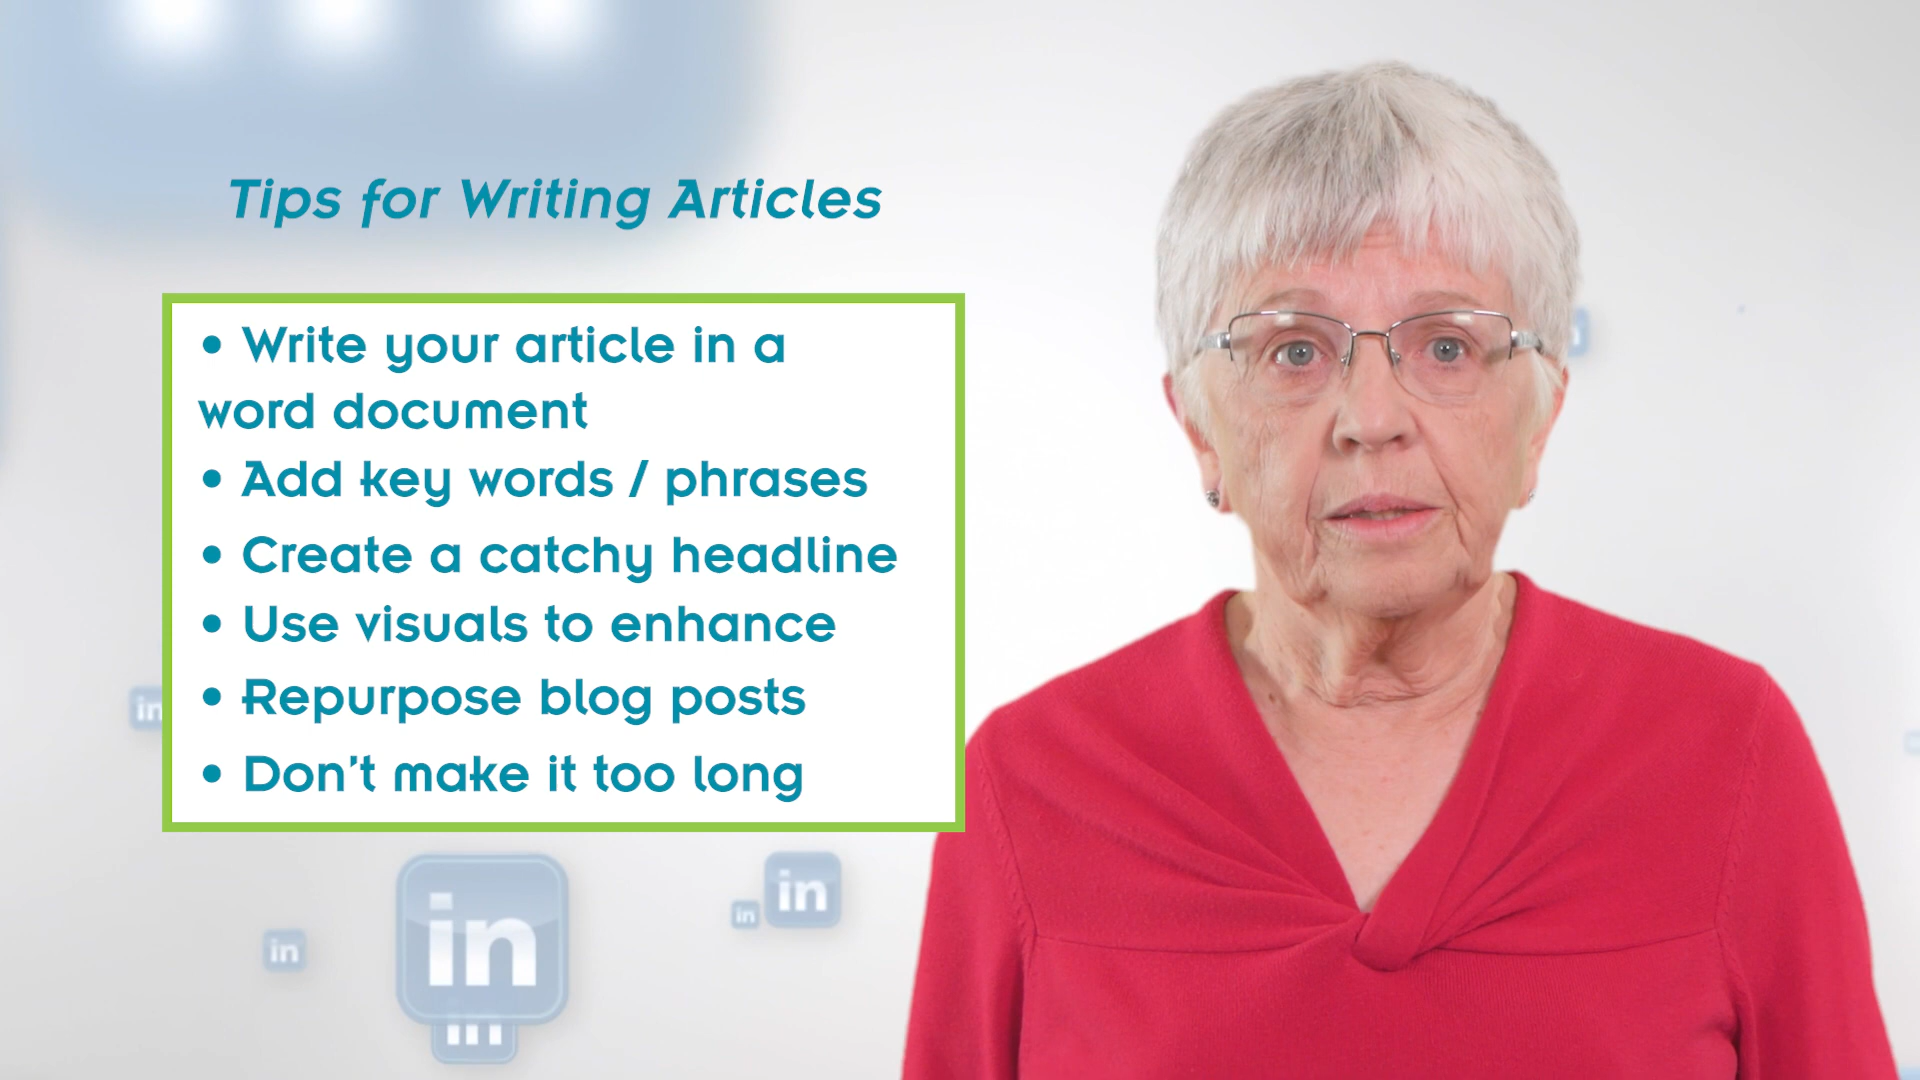 Tips for Writing Articles
• Write your article in a
word document
• Add key words / phrases
• Create a catchy headline
• Use visuals to enhance
• Repurpose blog posts
• Don't make it too long
in
in
in
in
in
in